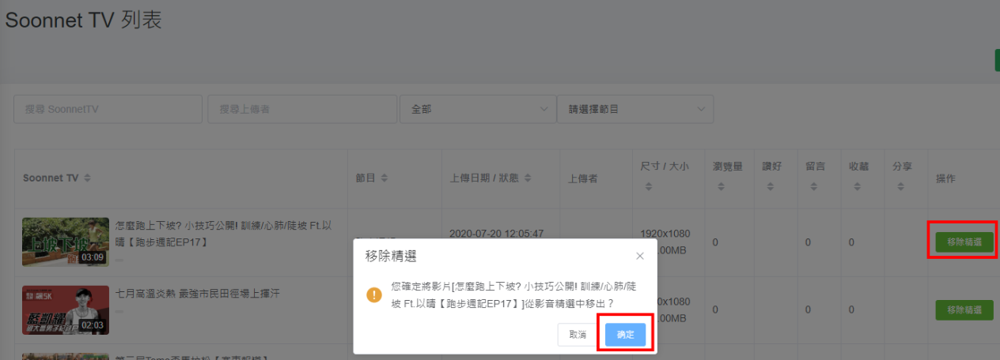 Soonnet TV 列表
搜尋 SoonnetTV
搜尋上傳者
全部
請選擇節目
Soonnet TV
節目
上傳日期 / 狀態
上傳者
尺寸 / 大小
瀏覽量
讚好
留言
收藏
分享
操作
上坡下坡
跑
03:09
怎麼跑上下坡? 小技巧公開! 訓練/心肺/陡坡 Ft.以
晴【跑步週記EP17】
2020-07-20 12:05:47
1920x1080
.00MB
0
0
0
移除精選
移除精選
您確定將影片[怎麼跑上下坡? 小技巧公開! 訓練/心肺/陡
坡 Ft.以晴【跑步週記EP17】]從影音精選中移出？
取消
确定
藍凱耀
02:03
七月高溫炎熱 最強市民田徑場上揮汗
0x1080
.00MB
0
0
0
移除精選